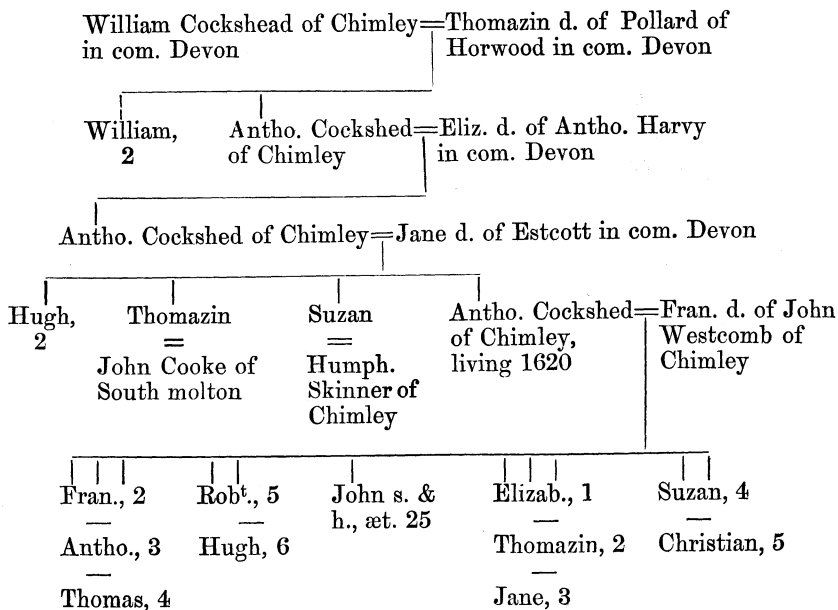 William Cockshead of Chimley=Thomazin d. of Pollard of
in com. Devon Horwood in com. Devon
William, Antho. Cockshed=Eliz. d. of Antho. Harvy
2 of Chimley in com. Devon
Antho. Cockshed of Chimley=Jane d. of Estcott in com. Devon
Hugh, Thomazin Suzan Antho. Cockshed=Fran. d. of John
2 = = of Chimley, Westcomb of
John Cooke of Humph. living 1620 Chimley
South molton Skinner of
Chimley
Fran., 2 Robᵗ., 5 John s. & Elizab., 1 Suzan, 4
— — h., æt. 25 — —
Antho., 3 Hugh, 6 Thomazin, 2 Christian, 5
— —
Thomas, 4 Jane, 3